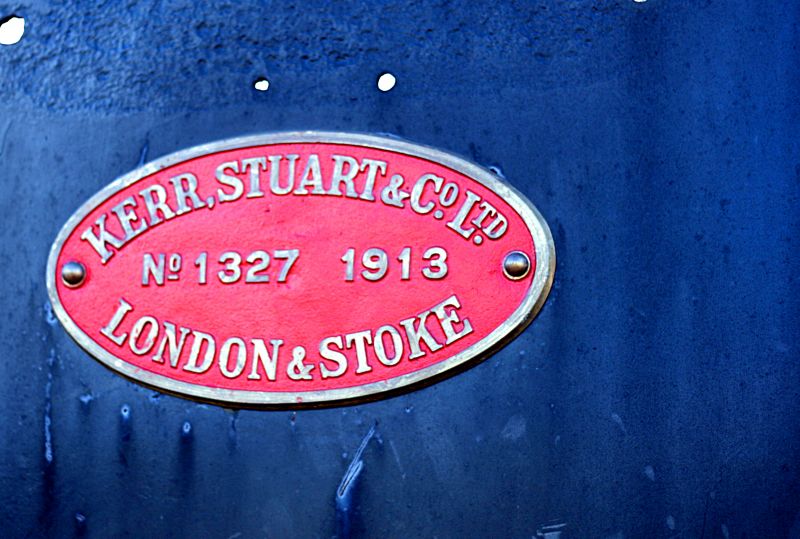 KERR, STUART & Co. LTD.
No 1327 1913
LONDON & STOKE